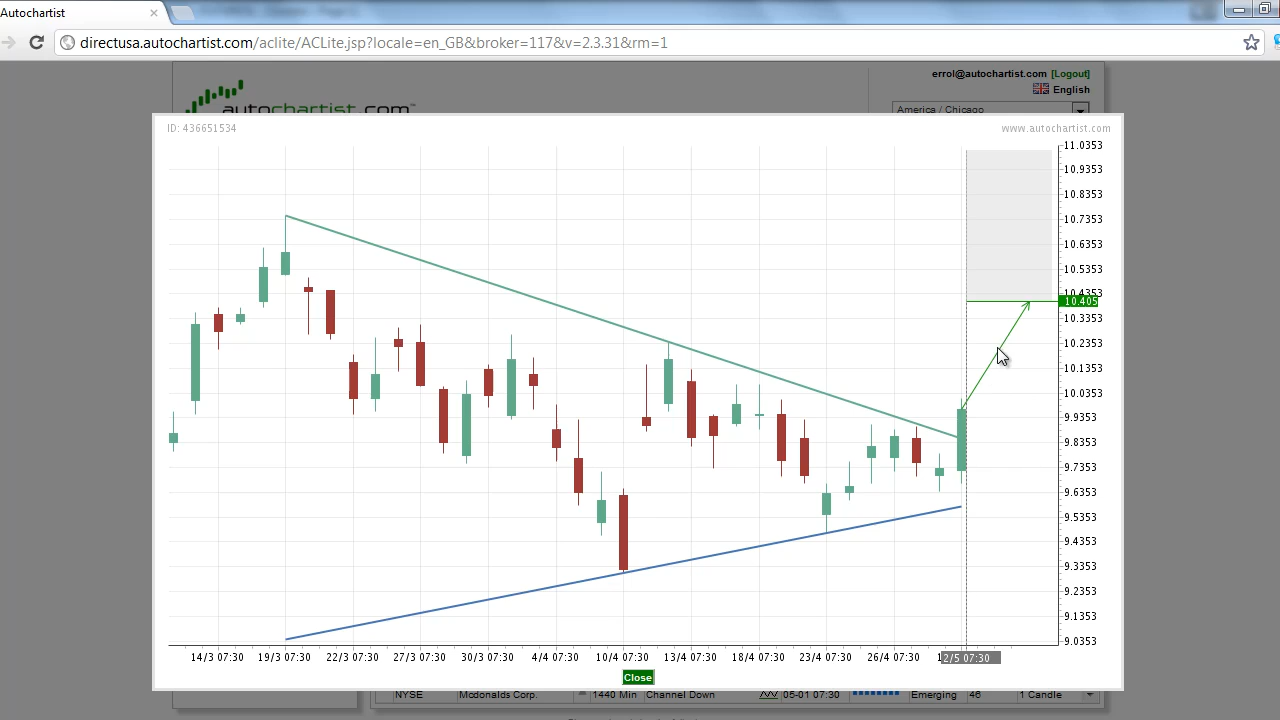 Autochartist
directusa.autochartist.com/aclite/ACLite.jsp?locale=en_GB&broker=117&v=2.3.31&rm=1
errol@autochartist.com [Logout]
English
autochartist.com
America / Chicago
ID: 436651534
www.autochartist.com
11.0353
10.9353
10.8353
10.7353
10.6353
10.5353
10.4353
10.405
10.3353
10.2353
10.1353
10.0353
9.9353
9.8353
9.7353
9.6353
9.5353
9.4353
9.3353
9.2353
9.1353
9.0353
14/3 07:30 19/3 07:30 22/3 07:30 27/3 07:30 30/3 07:30 4/4 07:30 10/4 07:30 13/4 07:30 18/4 07:30 23/4 07:30 26/4 07:30 2/5 07:30
Close
NYSE Mcdonalds Corp. 1440 Min Channel Down 05-01 07:30 Emerging 46 1 Candle